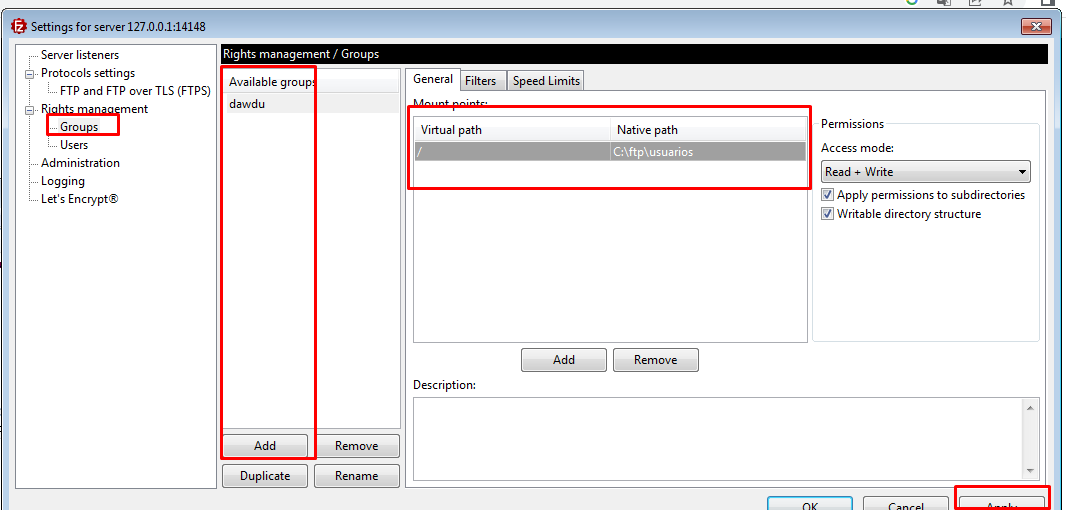 Settings for server 127.0.0.1:14148
Server listeners
Protocols settings
FTP and FTP over TLS (FTPS)
Rights management
Groups
Users
Administration
Logging
Let's Encrypt®
Rights management / Groups
Available groups
dawdu
Add
Remove
Duplicate
Rename
General
Filters
Speed Limits
Mount points:
Virtual path
Native path
/
C:\ftp\usuarios
Add
Remove
Permissions
Access mode:
Read + Write
Apply permissions to subdirectories
Writable directory structure
Description:
OK
Cancel
Apply